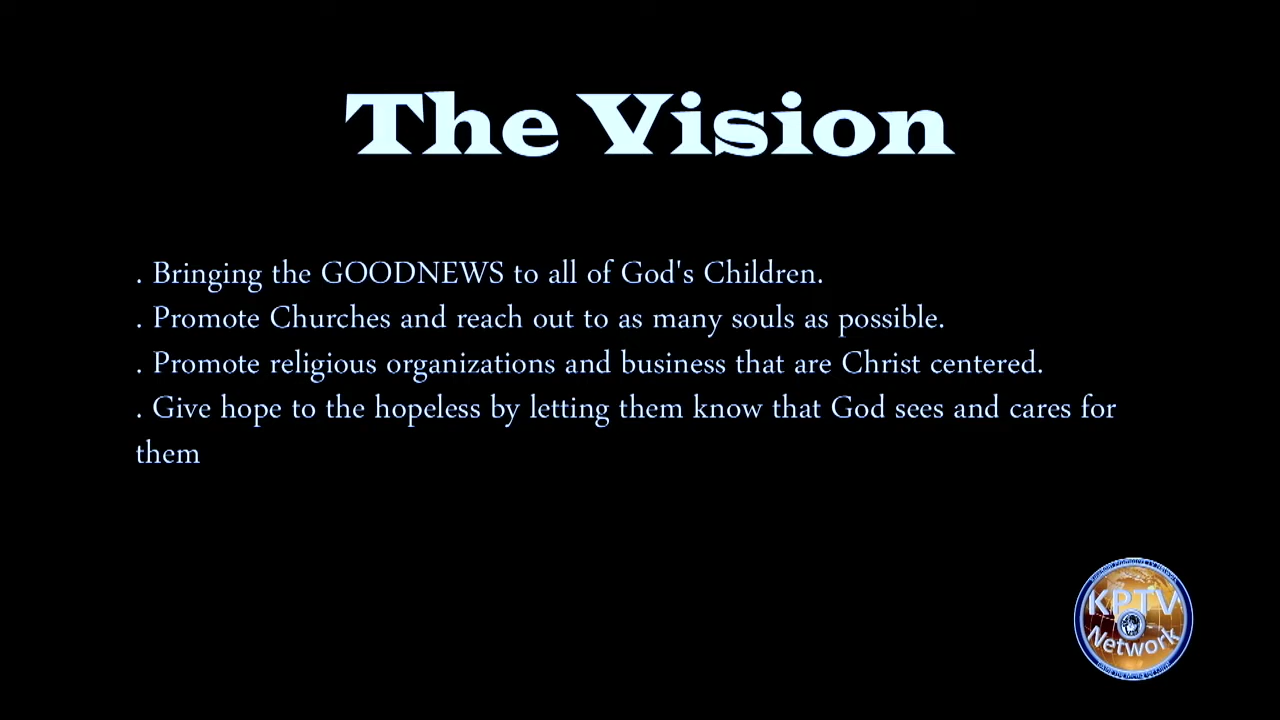 The Vision
. Bringing the GOODNEWS to all of God's Children.
. Promote Churches and reach out to as many souls as possible.
. Promote religious organizations and business that are Christ centered.
. Give hope to the hopeless by letting them know that God sees and cares for
them
KPTV
Network